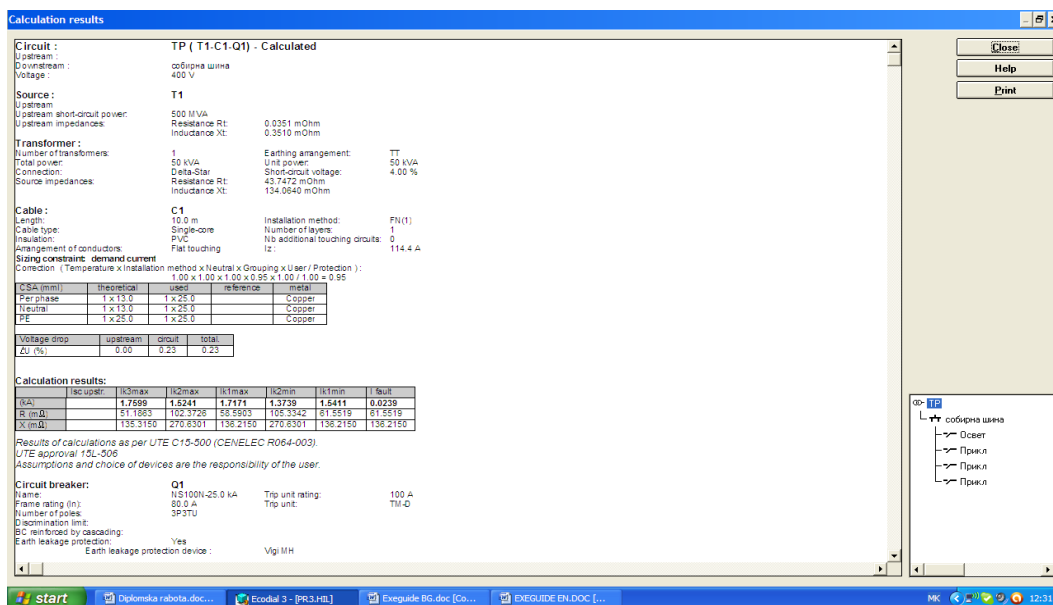 Calculation results
Circuit : TP ( T1-C1-Q1) - Calculated
Upstream :
Downstream : собирна шина
Voltage : 400 V
Source : T1
Upstream
Upstream short-circuit power: 500 MVA
Upstream impedances: Resistance Rt: 0.0351 mOhm
Inductance Xt: 0.3510 mOhm
Transformer :
Number of transformers: 1 Earthing arrangement: TT
Total power: 50 kVA Unit power: 50 kVA
Connection: Delta-Star Short-circuit voltage: 4.00 %
Source impedances: Resistance Rt: 43.7472 mOhm
Inductance Xt: 134.0640 mOhm
Cable : C1
Length: 10.0 m Installation method: FN(1)
Cable type: Single-core Number of layers: 1
Insulation: PVC Nb additional touching circuits: 0
Arrangement of conductors: Flat touching Iz : 114.4 A
Sizing constraint: demand current
Correction ( Temperature x Installation method x Neutral x Grouping x User / Protection ) :
1.00 x 1.00 x 1.00 x 0.95 x 1.00 / 1.00 = 0.95
CSA (mm²) theoretical used reference metal
Per phase 1 x 13.0 1 x 25.0 Copper
Neutral 1 x 13.0 1 x 25.0 Copper
PE 1 x 25.0 1 x 25.0 Copper
Voltage drop upstream circuit total.
ΔU (%) 0.00 0.23 0.23
Calculation results:
Isc upstr. Ik3max Ik2max Ik1max Ik2min Ik1min I fault
(kA) 1.7599 1.5241 1.7171 1.3739 1.5411 0.0239
R (mΩ) 51.1863 102.3726 58.5903 105.3342 61.5519 61.5519
X (mΩ) 135.3150 270.6301 136.2150 270.6301 136.2150 136.2150
Results of calculations as per UTE C15-500 (CENELEC R064-003).
UTE approval 15L-506
Assumptions and choice of devices are the responsibility of the user.
Circuit breaker: Q1
Name: NS100N-25.0 kA Trip unit rating: 100 A
Frame rating (In): 80.0 A Trip unit: TM-D
Number of poles: 3P3TU
Discrimination limit:
BC reinforced by cascading:
Earth leakage protection: Yes
Earth leakage protection device : Vigi MH
Close
Help
Print
TP
собирна шина
Освет
Прикл
Прикл
Прикл
start Diplomska rabota.doc... Ecodial 3 - [PR3.HIL] Exeguide BG.doc [Co... EXEGUIDE EN.DOC [... MK 12:31